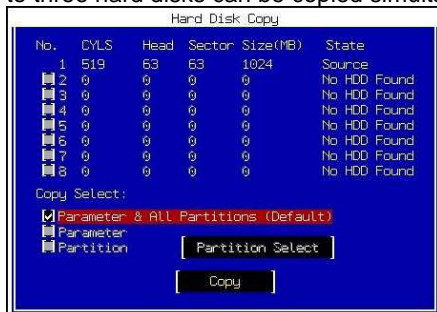 to three hard disks can be copied simult
Hard Disk Copy
No. CYLS Head Sector Size(MB) State
1 519 63 63 1024 Source
2 0 0 0 0 No HDD Found
3 0 0 0 0 No HDD Found
4 0 0 0 0 No HDD Found
5 0 0 0 0 No HDD Found
6 0 0 0 0 No HDD Found
7 0 0 0 0 No HDD Found
8 0 0 0 0 No HDD Found
Copy Select:
Parameter & All Partitions (Default)
Parameter
Partition [ Partition Select ]
[ Copy ]